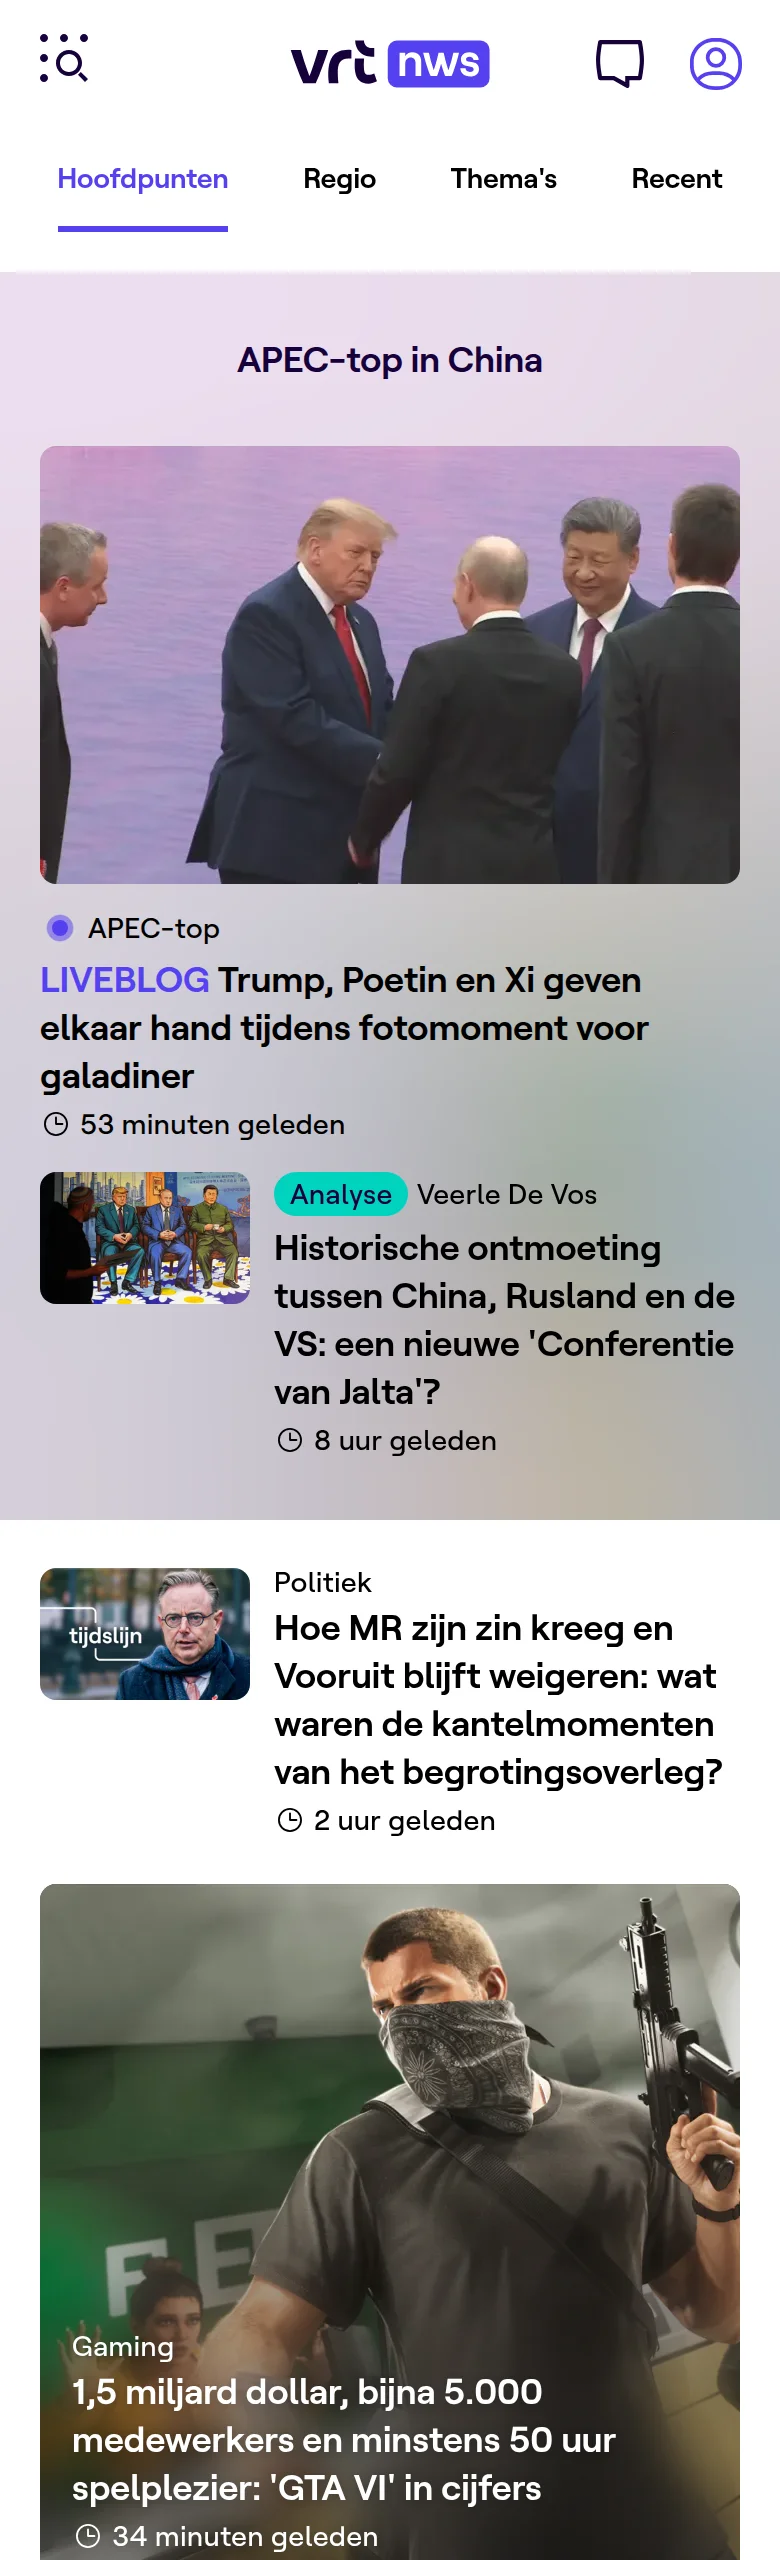 vrt nws
Hoofdpunten Regio Thema's Recent
APEC-top in China
APEC-top
LIVEBLOG Trump, Poetin en Xi geven
elkaar hand tijdens fotomoment voor
galadiner
53 minuten geleden
Analyse Veerle De Vos
Historische ontmoeting
tussen China, Rusland en de
VS: een nieuwe 'Conferentie
van Jalta'?
8 uur geleden
tijdslijn
Politiek
Hoe MR zijn zin kreeg en
Vooruit blijft weigeren: wat
waren de kantelmomenten
van het begrotingsoverleg?
2 uur geleden
FE
Gaming
1,5 miljard dollar, bijna 5.000
medewerkers en minstens 50 uur
spelplezier: 'GTA VI' in cijfers
34 minuten geleden